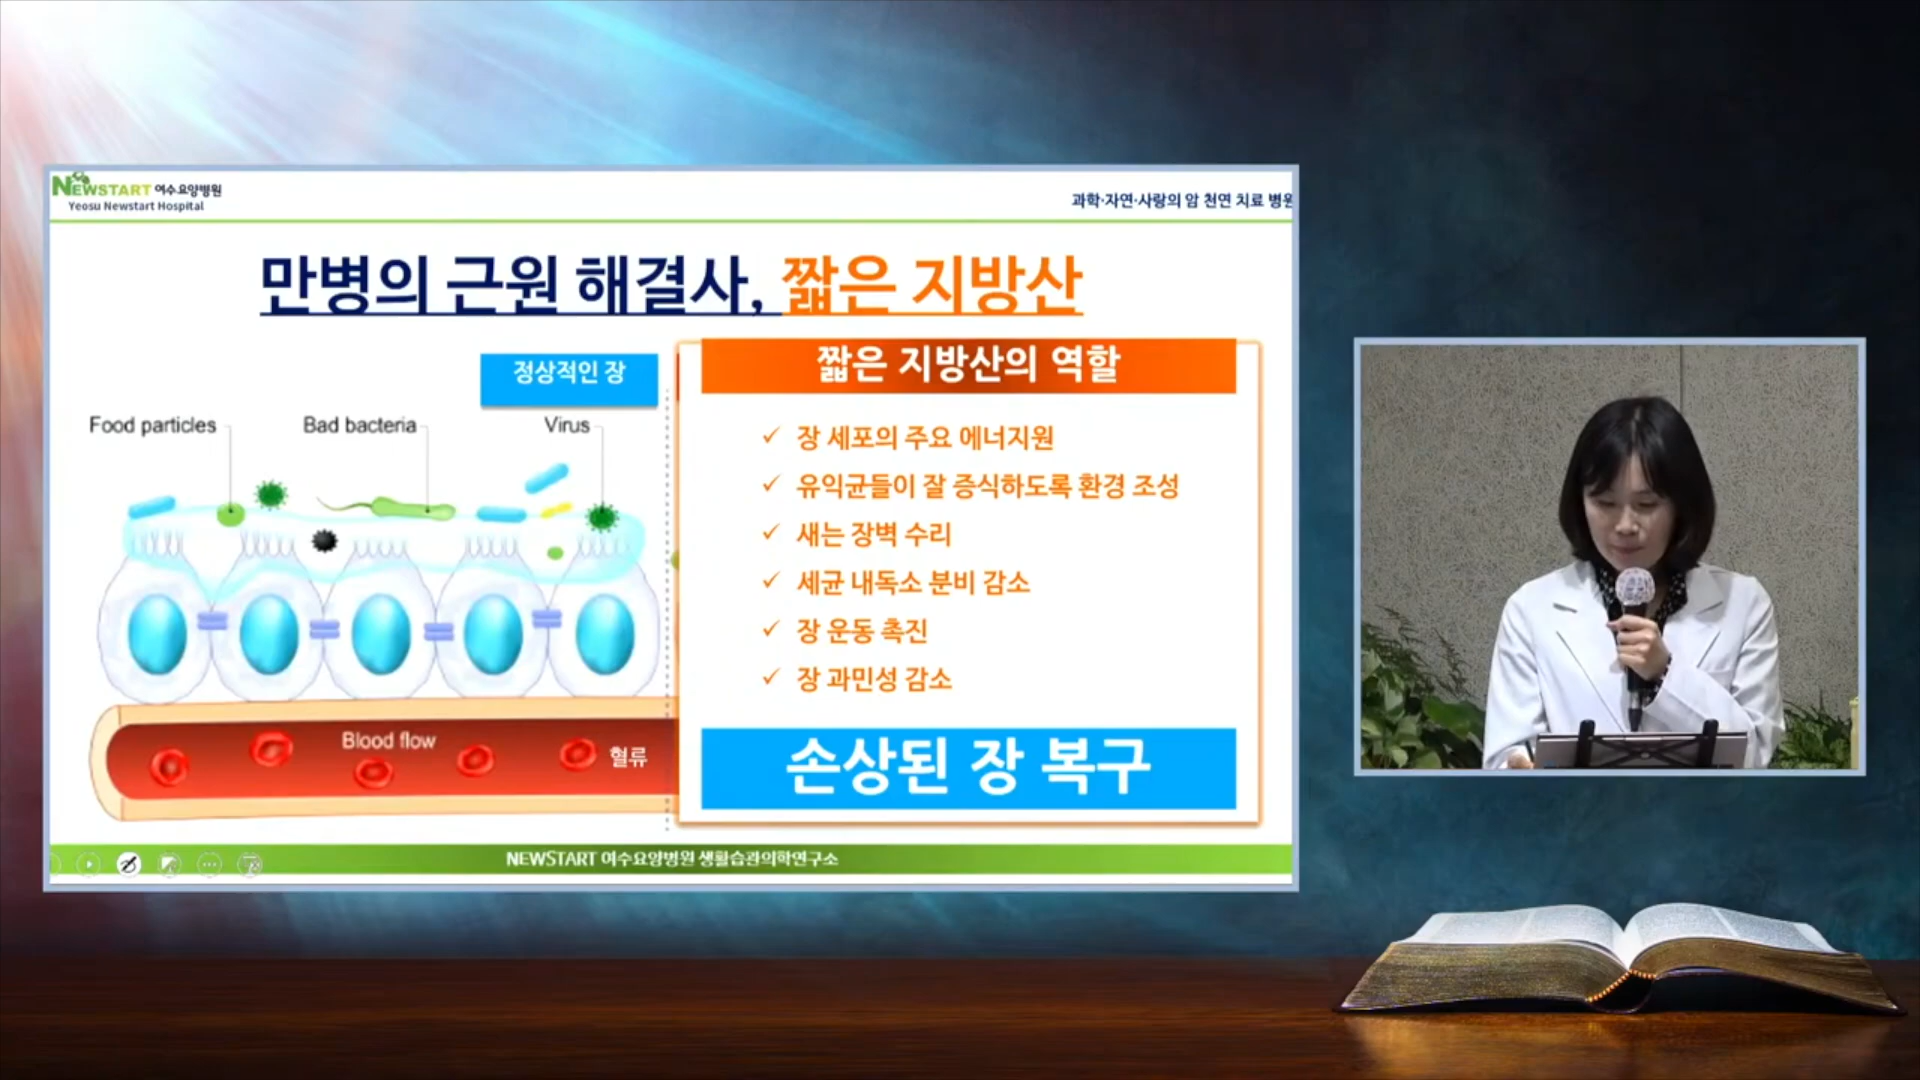 NEWSTART 여수요양병원
Yeosu Newstart Hospital
과학·자연·사랑의 암 천연 치료 병원
만병의 근원 해결사, 짧은 지방산
정상적인 장
짧은 지방산의 역할
Food particles
Bad bacteria
Virus
✓ 장 세포의 주요 에너지원
✓ 유익균들이 잘 증식하도록 환경 조성
✓ 새는 장벽 수리
✓ 세균 내독소 분비 감소
✓ 장 운동 촉진
✓ 장 과민성 감소
Blood flow
혈류
손상된 장 복구
NEWSTART 여수요양병원 생활습관의학연구소